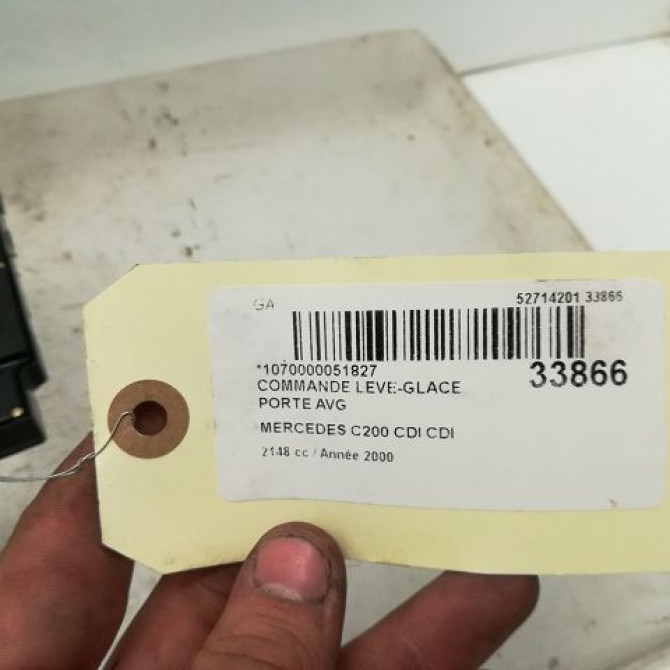 GA
52714201 33866
*1070000051827
33866
COMMANDE LEVE-GLACE
PORTE AVG
MERCEDES C200 CDI CDI
2148 cc / Année 2000